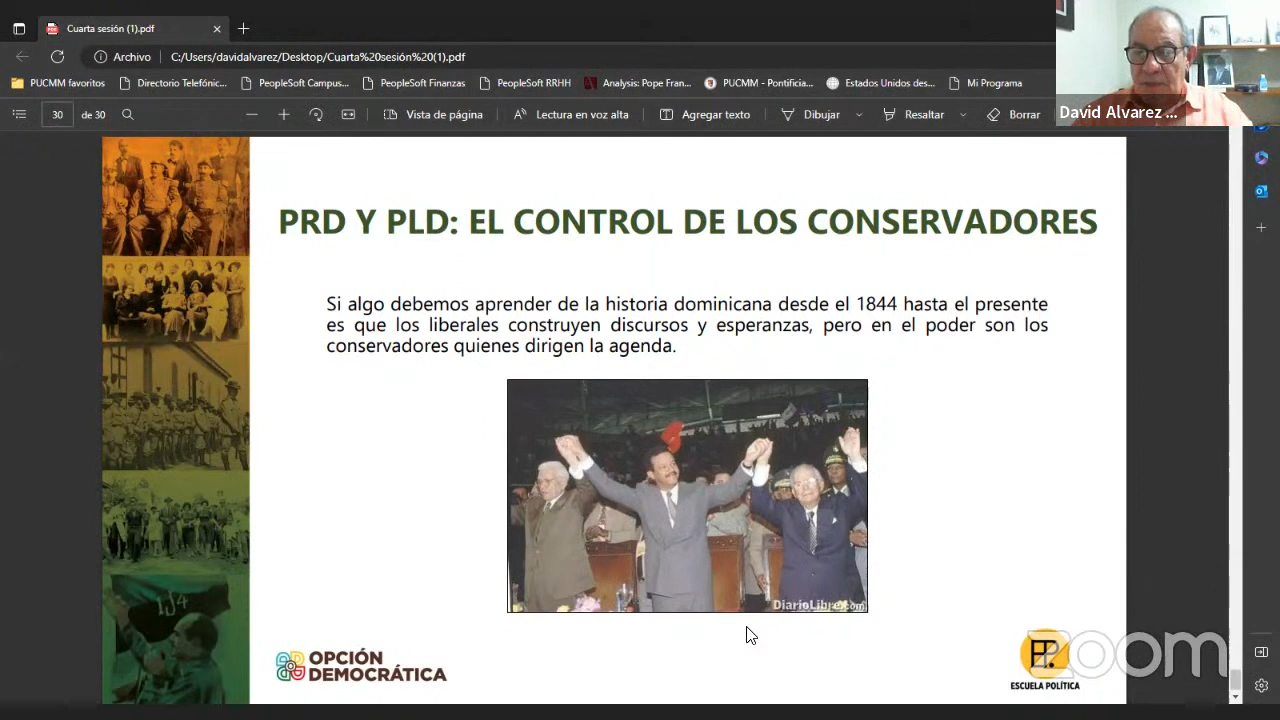 Cuarta sesión (1).pdf
Archivo C:/Users/davidalvarez/Desktop/Cuarta%20sesión%20(1).pdf
PUCMM favoritos Directorio Telefónic... PeopleSoft Campus... PeopleSoft Finanzas PeopleSoft RRHH Analysis: Pope Fran... PUCMM - Pontificia... Estados Unidos des... Mi Programa
30 de 30 Vista de página Lectura en voz alta Agregar texto Dibujar Resaltar Borrar
David Alvarez ...
PRD Y PLD: EL CONTROL DE LOS CONSERVADORES
Si algo debemos aprender de la historia dominicana desde el 1844 hasta el presente
es que los liberales construyen discursos y esperanzas, pero en el poder son los
conservadores quienes dirigen la agenda.
DiarioLibre.com
1J4
OPCIÓN
DEMOCRÁTICA
EP.
ESCUELA POLÍTICA
zoom